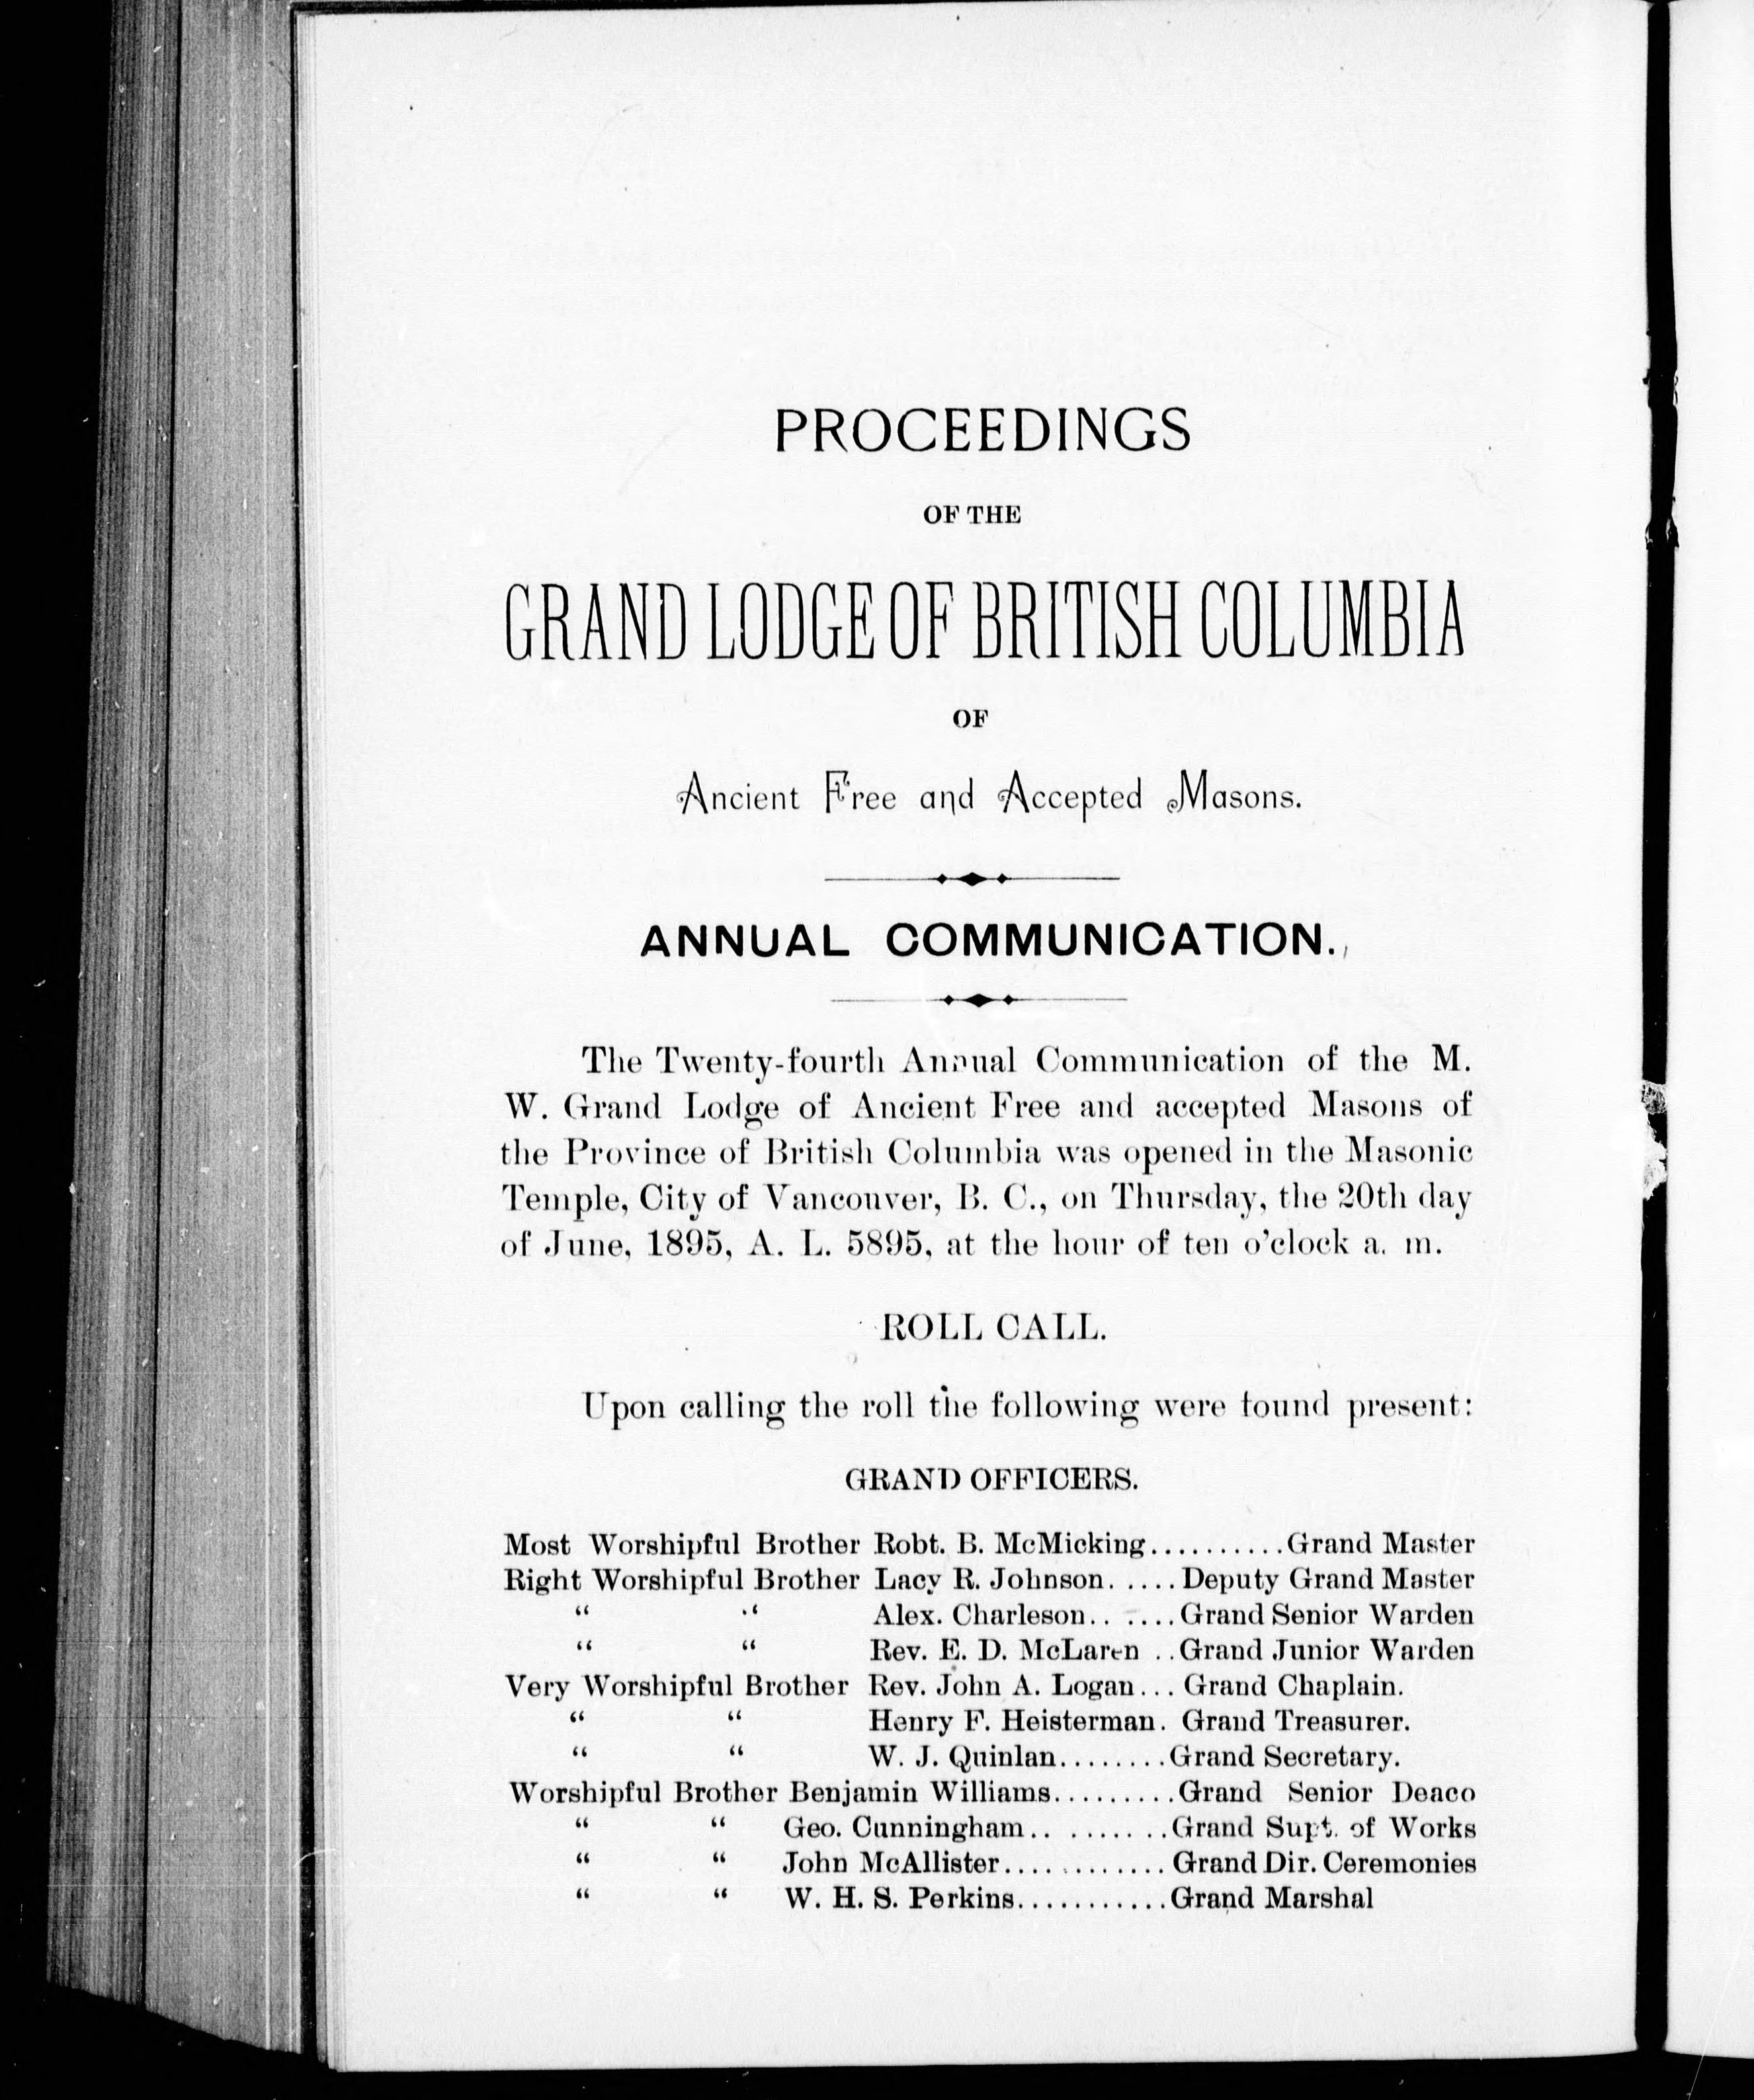 PROCEEDINGS
OF THE
GRAND LODGE OF BRITISH COLUMBIA
OF
Ancient Free and Accepted Masons.
ANNUAL COMMUNICATION.
The Twenty-fourth Annual Communication of the M.
W. Grand Lodge of Ancient Free and accepted Masons of
the Province of British Columbia was opened in the Masonic
Temple, City of Vancouver, B. C., on Thursday, the 20th day
of June, 1895, A. L. 5895, at the hour of ten o'clock a. m.
ROLL CALL.
Upon calling the roll the following were found present:
GRAND OFFICERS.
Most Worshipful Brother Robt. B. McMicking..........Grand Master
Right Worshipful Brother Lacy R. Johnson. .....Deputy Grand Master
“ “ Alex. Charleson.. .....Grand Senior Warden
“ “ Rev. E. D. McLaren ..Grand Junior Warden
Very Worshipful Brother Rev. John A. Logan... Grand Chaplain.
“ “ Henry F. Heisterman. Grand Treasurer.
“ “ W. J. Quinlan........Grand Secretary.
Worshipful Brother Benjamin Williams.........Grand Senior Deaco
“ “ Geo. Cunningham.. ........Grand Supt. of Works
“ “ John McAllister............ Grand Dir. Ceremonies
“ “ W. H. S. Perkins...........Grand Marshal